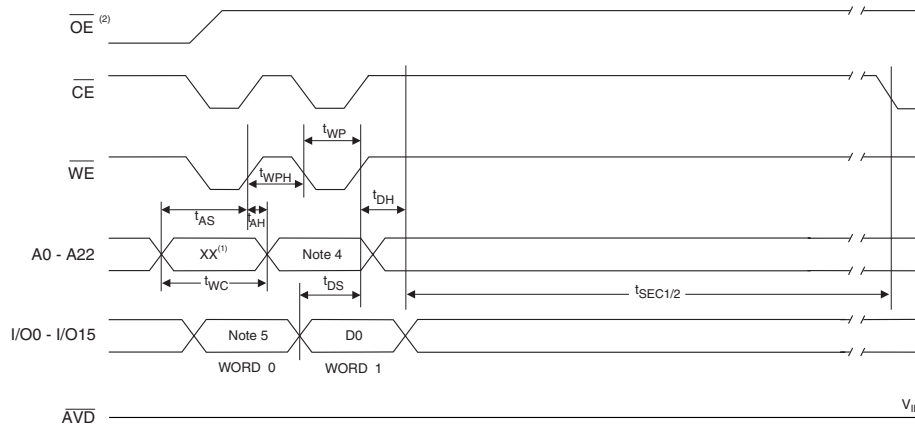 OE (2)
CE
tWP
WE
tWPH
tDH
tAS
tAH
A0 - A22
XX(1)
Note 4
tWC
tDS
tSEC1/2
I/O0 - I/O15
Note 5
D0
WORD 0
WORD 1
AVD